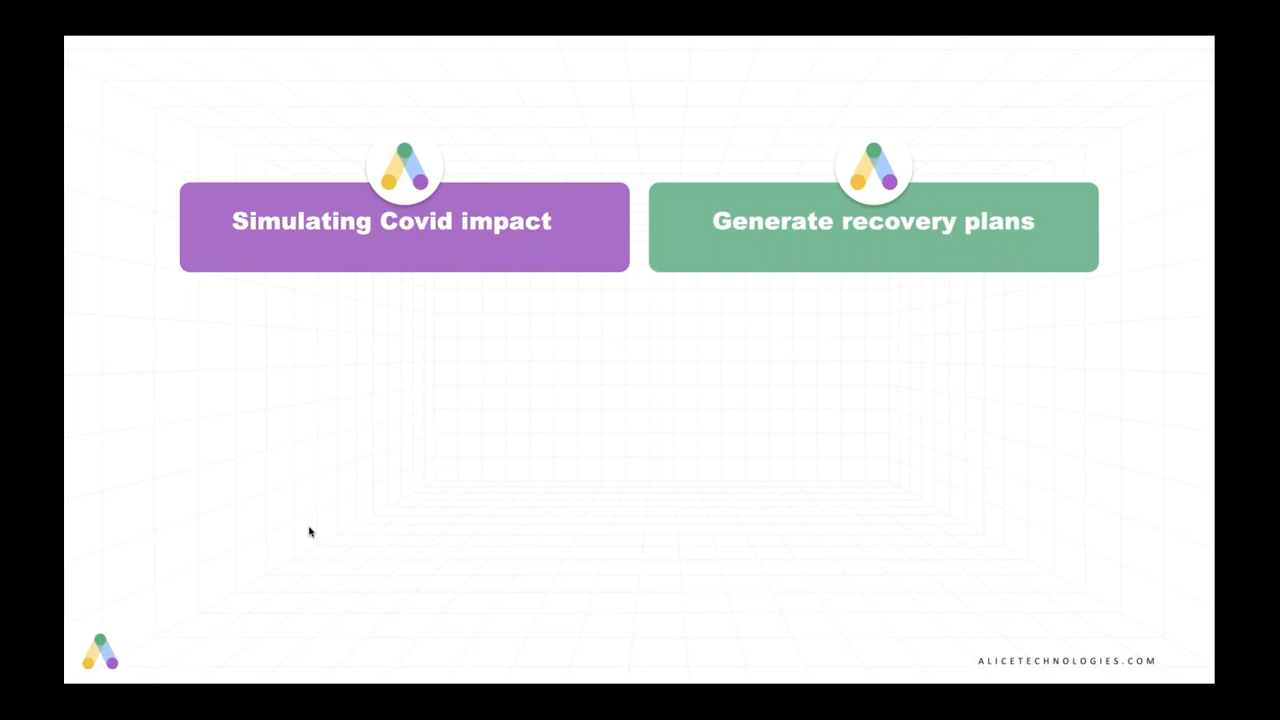 Simulating Covid impact
Generate recovery plans
ALICETECHNOLOGIES.COM